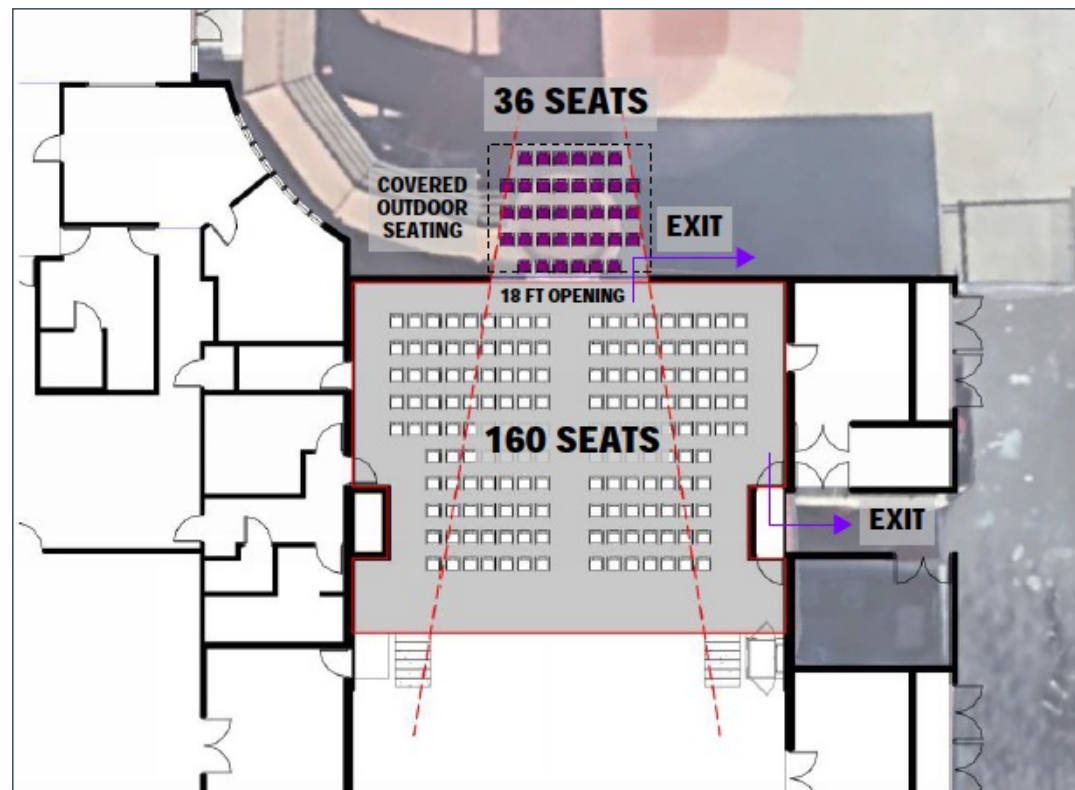 36 SEATS
COVERED
OUTDOOR
SEATING
EXIT
18 FT OPENING
160 SEATS
EXIT